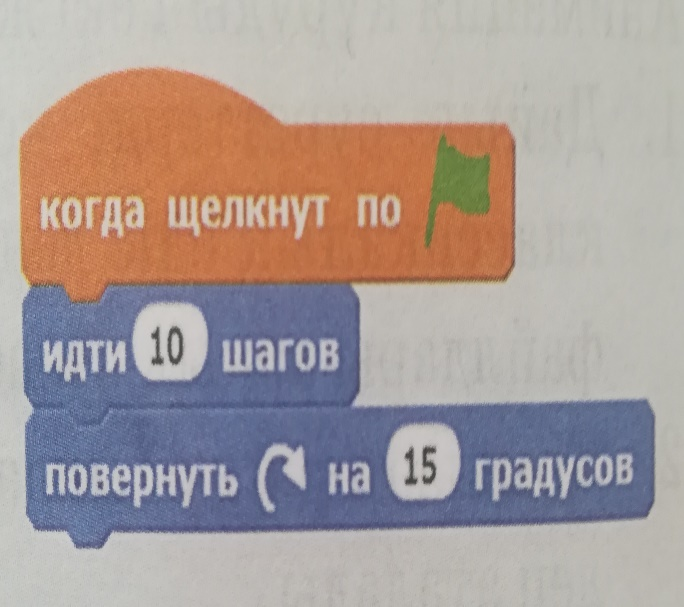 когда щелкнут по
идти 10 шагов
повернуть на 15 градусов